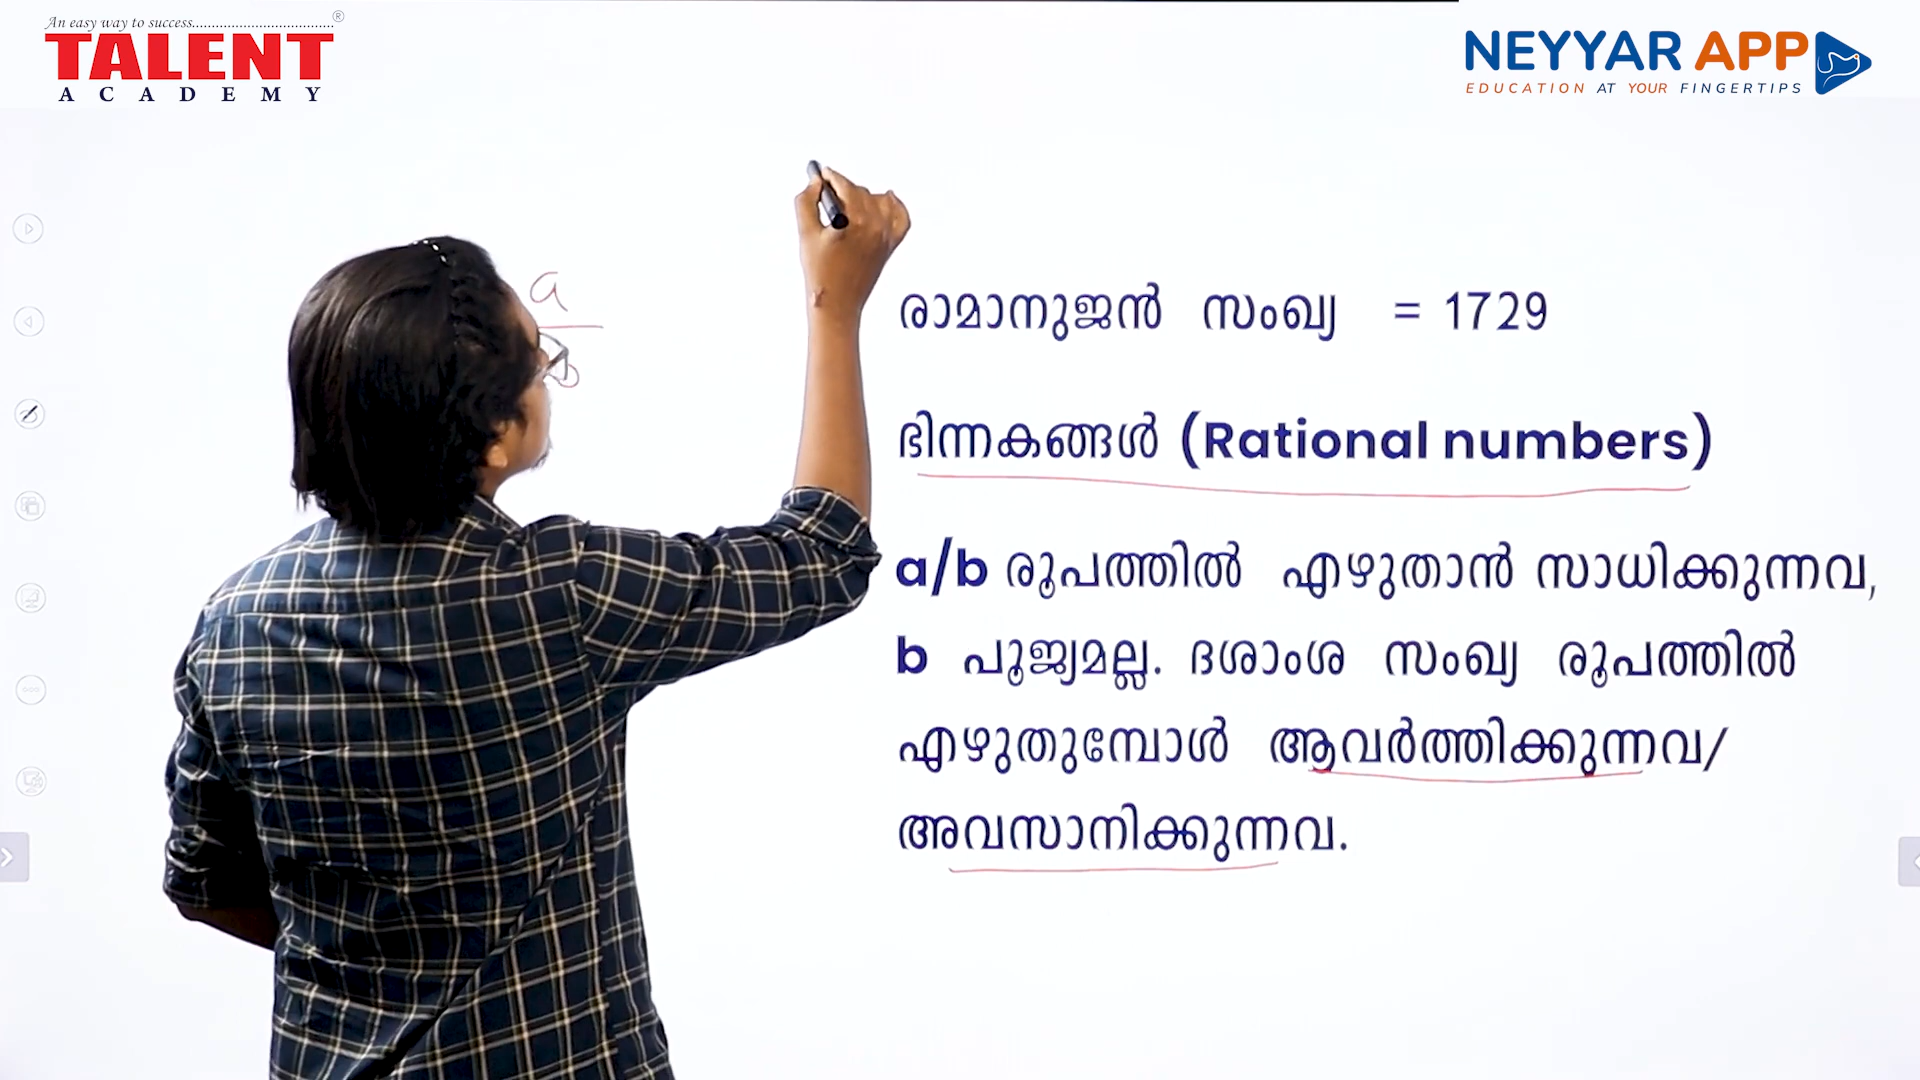 An easy way to success....................................®
TALENT
ACADEMY
NEYYAR APP
EDUCATION AT YOUR FINGERTIPS
a
b
രാമാനുജൻ സംഖ്യ = 1729
ഭിന്നകങ്ങൾ (Rational numbers)
a/b രൂപത്തിൽ എഴുതാൻ സാധിക്കുന്നവ,
b പൂജ്യമല്ല. ദശാംശ സംഖ്യ രൂപത്തിൽ
എഴുതുമ്പോൾ ആവർത്തിക്കുന്നവ/
അവസാനിക്കുന്നവ.